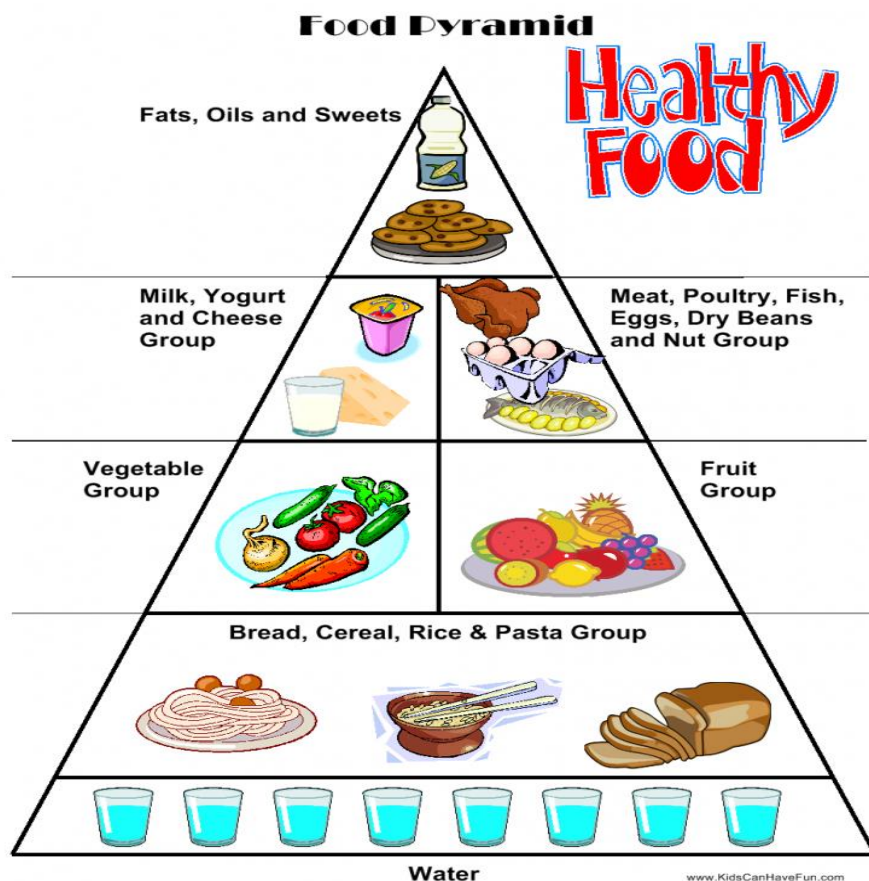 Food Pyramid
Healthy
Food
Fats, Oils and Sweets
Milk, Yogurt
and Cheese
Group
Meat, Poultry, Fish,
Eggs, Dry Beans
and Nut Group
Vegetable
Group
Fruit
Group
Bread, Cereal, Rice & Pasta Group
Water
www.KidsCanHaveFun.com